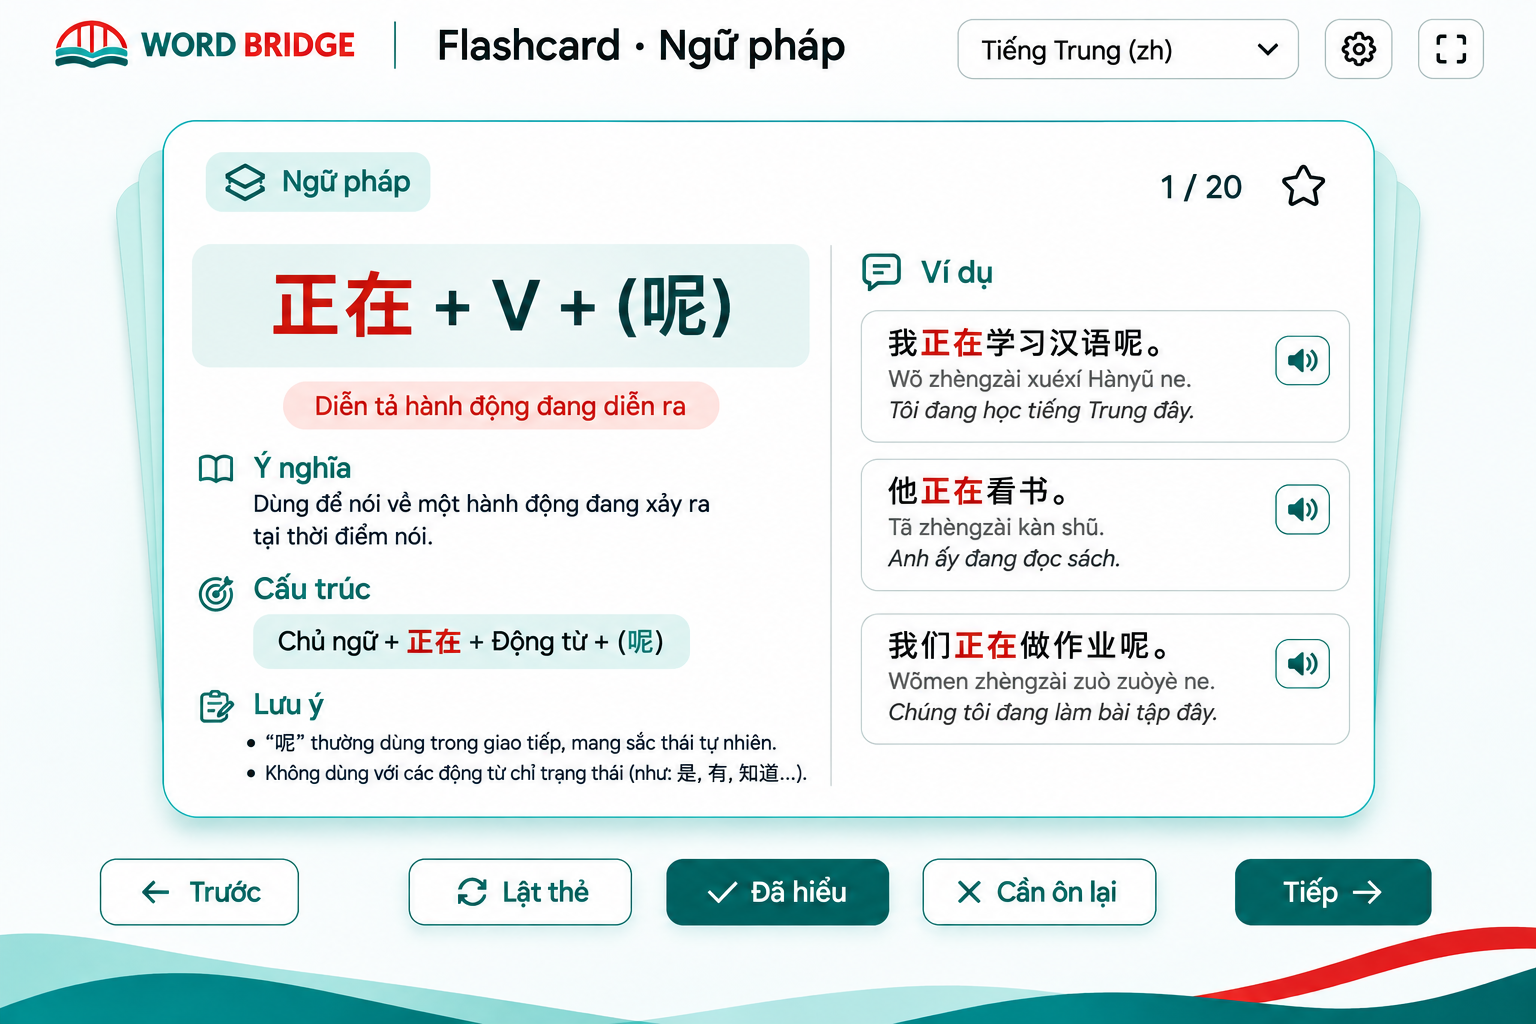 WORD BRIDGE
Flashcard · Ngữ pháp
Tiếng Trung (zh)
Ngữ pháp
1 / 20
正在 + V + (呢)
Diễn tả hành động đang diễn ra
Ý nghĩa
Dùng để nói về một hành động đang xảy ra
tại thời điểm nói.
Cấu trúc
Chủ ngữ + 正在 + Động từ + (呢)
Lưu ý
• “呢” thường dùng trong giao tiếp, mang sắc thái tự nhiên.
• Không dùng với các động từ chỉ trạng thái (như: 是, 有, 知道...).
Ví dụ
我正在学习汉语呢。
Wõ zhèngzài xuéxí Hànyũ ne.
Tôi đang học tiếng Trung đây.
他正在看书。
Tã zhèngzài kàn shũ.
Anh ấy đang đọc sách.
我们正在做作业呢。
Wõmen zhèngzài zuò zuòyè ne.
Chúng tôi đang làm bài tập đây.
Trước
Lật thẻ
Đã hiểu
Cần ôn lại
Tiếp